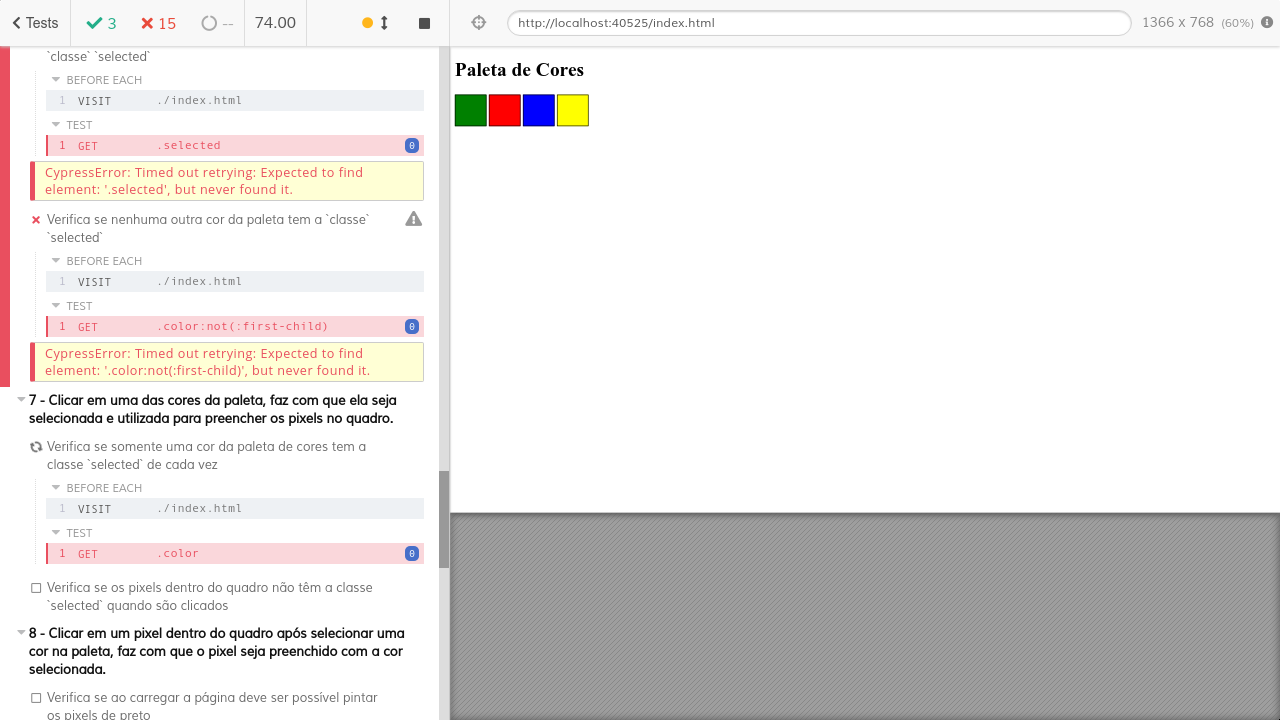 Tests
3
15
--
74.00
http://localhost:40525/index.html
1366 x 768 (60%)
`classe` `selected`
BEFORE EACH
1 VISIT ./index.html
TEST
1 GET .selected 0
CypressError: Timed out retrying: Expected to find
element: '.selected', but never found it.
Verifica se nenhuma outra cor da paleta tem a `classe`
`selected`
BEFORE EACH
1 VISIT ./index.html
TEST
1 GET .color:not(:first-child) 0
CypressError: Timed out retrying: Expected to find
element: '.color:not(:first-child)', but never found it.
7 - Clicar em uma das cores da paleta, faz com que ela seja
selecionada e utilizada para preencher os pixels no quadro.
Verifica se somente uma cor da paleta de cores tem a
classe `selected` de cada vez
BEFORE EACH
1 VISIT ./index.html
TEST
1 GET .color 0
Verifica se os pixels dentro do quadro não têm a classe
`selected` quando são clicados
8 - Clicar em um pixel dentro do quadro após selecionar uma
cor na paleta, faz com que o pixel seja preenchido com a cor
selecionada.
Verifica se ao carregar a página deve ser possível pintar
os pixels de preto
Paleta de Cores